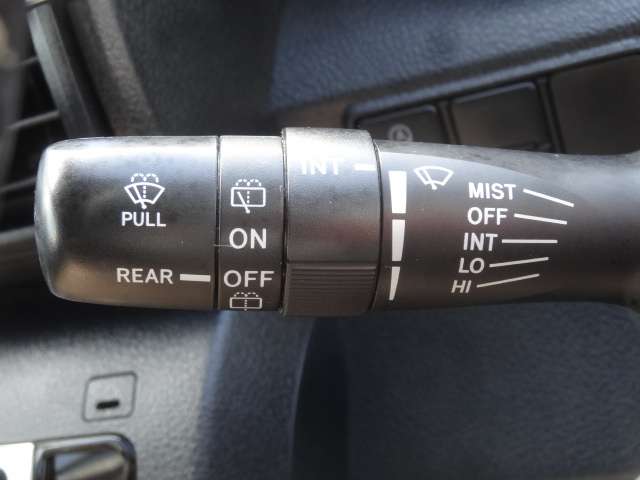 PULL
REAR
ON
OFF
INT
MIST
OFF
INT
LO
HI